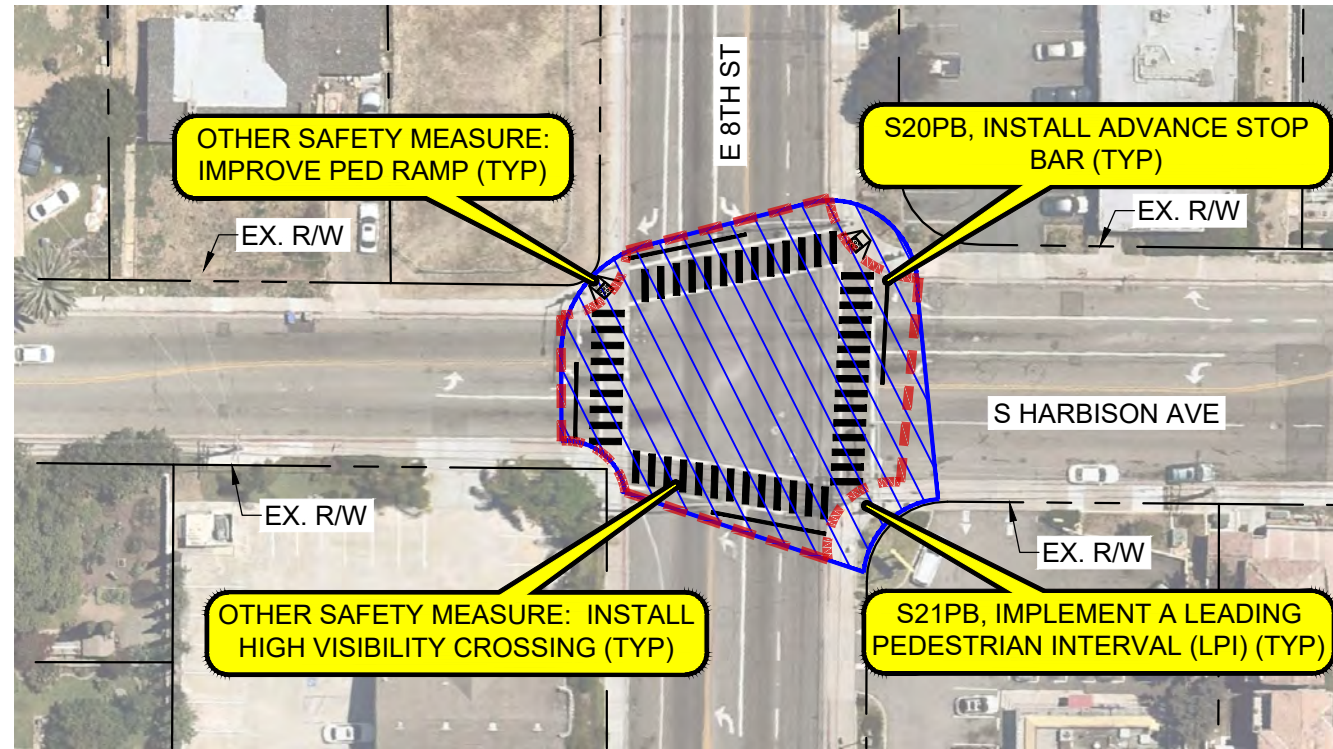 E 8TH ST
OTHER SAFETY MEASURE:
IMPROVE PED RAMP (TYP)
S20PB, INSTALL ADVANCE STOP
BAR (TYP)
EX. R/W
EX. R/W
S HARBISON AVE
EX. R/W
EX. R/W
OTHER SAFETY MEASURE: INSTALL
HIGH VISIBILITY CROSSING (TYP)
S21PB, IMPLEMENT A LEADING
PEDESTRIAN INTERVAL (LPI) (TYP)